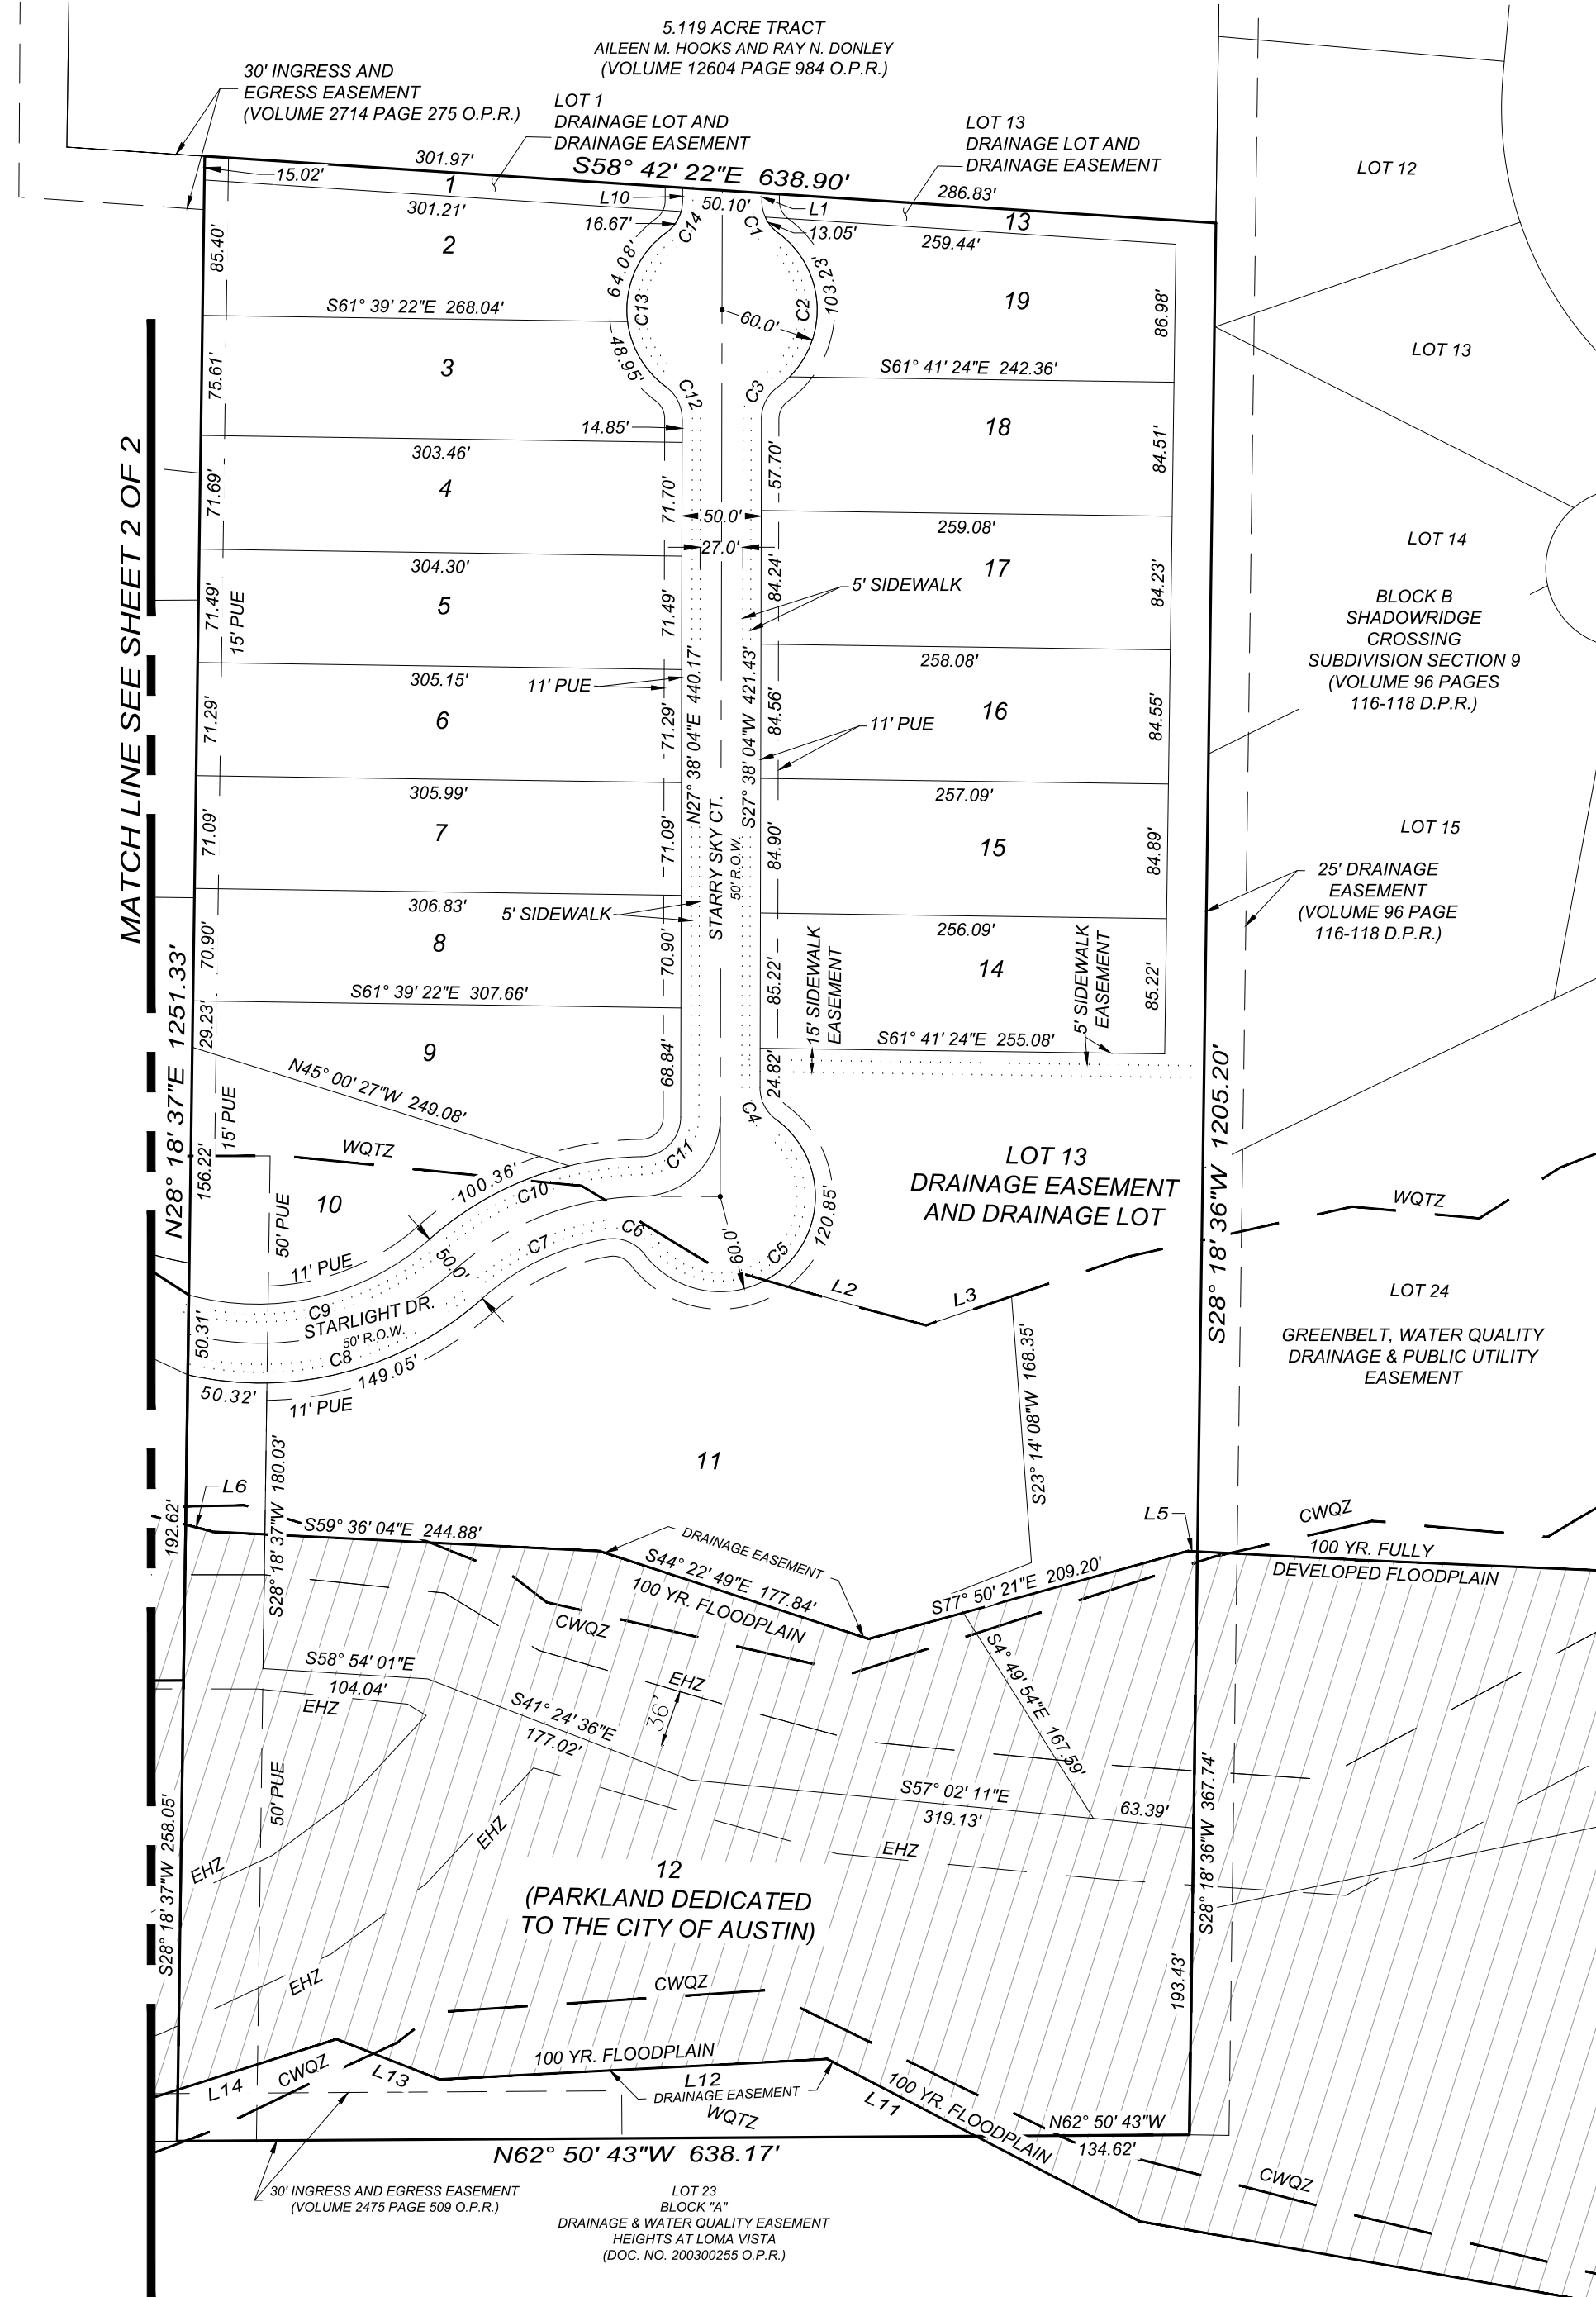 5.119 ACRE TRACT
AILEEN M. HOOKS AND RAY N. DONLEY
(VOLUME 12604 PAGE 984 O.P.R.)
30' INGRESS AND
EGRESS EASEMENT
(VOLUME 2714 PAGE 275 O.P.R.)
LOT 1
DRAINAGE LOT AND
DRAINAGE EASEMENT
LOT 13
DRAINAGE LOT AND
DRAINAGE EASEMENT
301.97'
S58° 42' 22"E 638.90'
286.83'
15.02'
1
301.21'
L10
50.10'
L1
13
16.67'
C14
C1
13.05'
259.44'
85.40'
2
64.08'
C13
103.23'
C2
60.0'
19
86.98'
S61° 39' 22"E 268.04'
48.95'
75.61'
3
C12
C3
S61° 41' 24"E 242.36'
14.85'
18
84.51'
57.70'
303.46'
71.69'
4
71.70'
50.0'
259.08'
27.0'
304.30'
17
84.24'
84.23'
5' SIDEWALK
71.49'
15' PUE
5
71.49'
305.15'
11' PUE
N27° 38' 04"E 440.17'
S27° 38' 04"W 421.43'
258.08'
71.29'
6
71.29'
84.56'
16
84.55'
11' PUE
305.99'
257.09'
71.09'
7
71.09'
STARRY SKY CT.
50' R.O.W.
84.90'
15
84.89'
306.83'
5' SIDEWALK
256.09'
70.90'
8
70.90'
85.22'
14
85.22'
15' SIDEWALK
EASEMENT
5' SIDEWALK
EASEMENT
S61° 39' 22"E 307.66'
S61° 41' 24"E 255.08'
29.23'
9
68.84'
24.82'
N45° 00' 27"W 249.08'
C4
15' PUE
WQTZ
C11
156.22'
10
100.36'
C10
50' PUE
LOT 13
DRAINAGE EASEMENT
AND DRAINAGE LOT
120.85'
C6
C7
60.0'
C5
11' PUE
50.0'
L2
L3
C9
STARLIGHT DR.
50' R.O.W.
C8
50.31'
50.32'
149.05'
11' PUE
S23° 14' 08"W 168.35'
11
MATCH LINE SEE SHEET 2 OF 2
N28° 18' 37"E 1251.33'
S28° 18' 36"W 1205.20'
LOT 12
LOT 13
LOT 14
BLOCK B
SHADOWRIDGE
CROSSING
SUBDIVISION SECTION 9
(VOLUME 96 PAGES
116-118 D.P.R.)
LOT 15
25' DRAINAGE
EASEMENT
(VOLUME 96 PAGE
116-118 D.P.R.)
WQTZ
LOT 24
GREENBELT, WATER QUALITY
DRAINAGE & PUBLIC UTILITY
EASEMENT
L6
192.62'
S28° 18' 37"W 180.03'
S59° 36' 04"E 244.88'
DRAINAGE EASEMENT
S44° 22' 49"E 177.84'
100 YR. FLOODPLAIN
CWQZ
S77° 50' 21"E 209.20'
L5
CWQZ
100 YR. FULLY
DEVELOPED FLOODPLAIN
S58° 54' 01"E
104.04'
EHZ
S41° 24' 36"E
177.02'
EHZ
36'
S4° 49' 54"E 167.59'
S57° 02' 11"E
319.13'
63.39'
S28° 18' 36"W 367.74'
50' PUE
S28° 18' 37"W 258.05'
EHZ
EHZ
EHZ
12
(PARKLAND DEDICATED
TO THE CITY OF AUSTIN)
EHZ
193.43'
CWQZ
100 YR. FLOODPLAIN
L14
CWQZ
L13
L12
DRAINAGE EASEMENT
WQTZ
L11
100 YR. FLOODPLAIN
N62° 50' 43"W
134.62'
CWQZ
N62° 50' 43"W 638.17'
30' INGRESS AND EGRESS EASEMENT
(VOLUME 2475 PAGE 509 O.P.R.)
LOT 23
BLOCK "A"
DRAINAGE & WATER QUALITY EASEMENT
HEIGHTS AT LOMA VISTA
(DOC. NO. 200300255 O.P.R.)